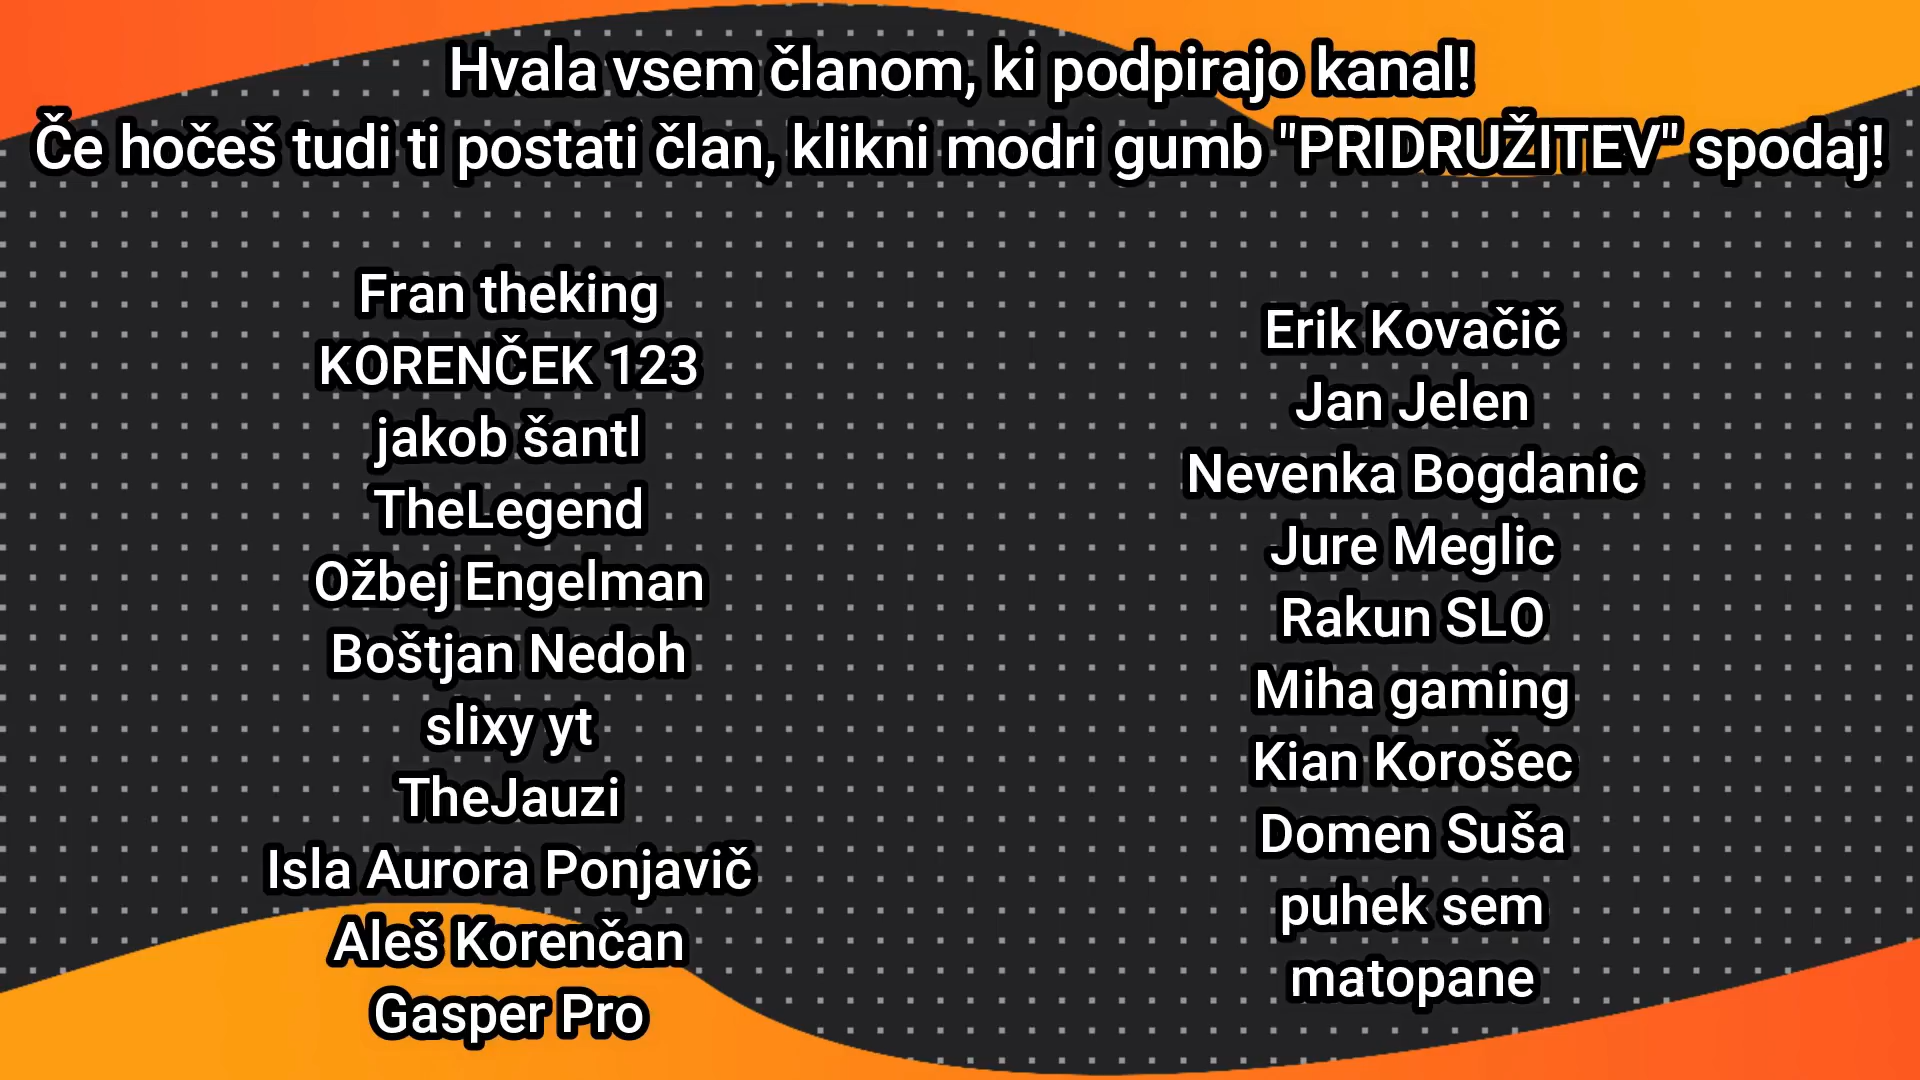 Hvala vsem članom, ki podpirajo kanal!
Če hočeš tudi ti postati član, klikni modri gumb "PRIDRUŽITEV" spodaj!
Fran theking
KORENČEK 123
jakob šantl
TheLegend
Ožbej Engelman
Boštjan Nedoh
slixy yt
TheJauzi
Isla Aurora Ponjavič
Aleš Korenčan
Gasper Pro
Erik Kovačič
Jan Jelen
Nevenka Bogdanic
Jure Meglic
Rakun SLO
Miha gaming
Kian Korošec
Domen Suša
puhek sem
matopane